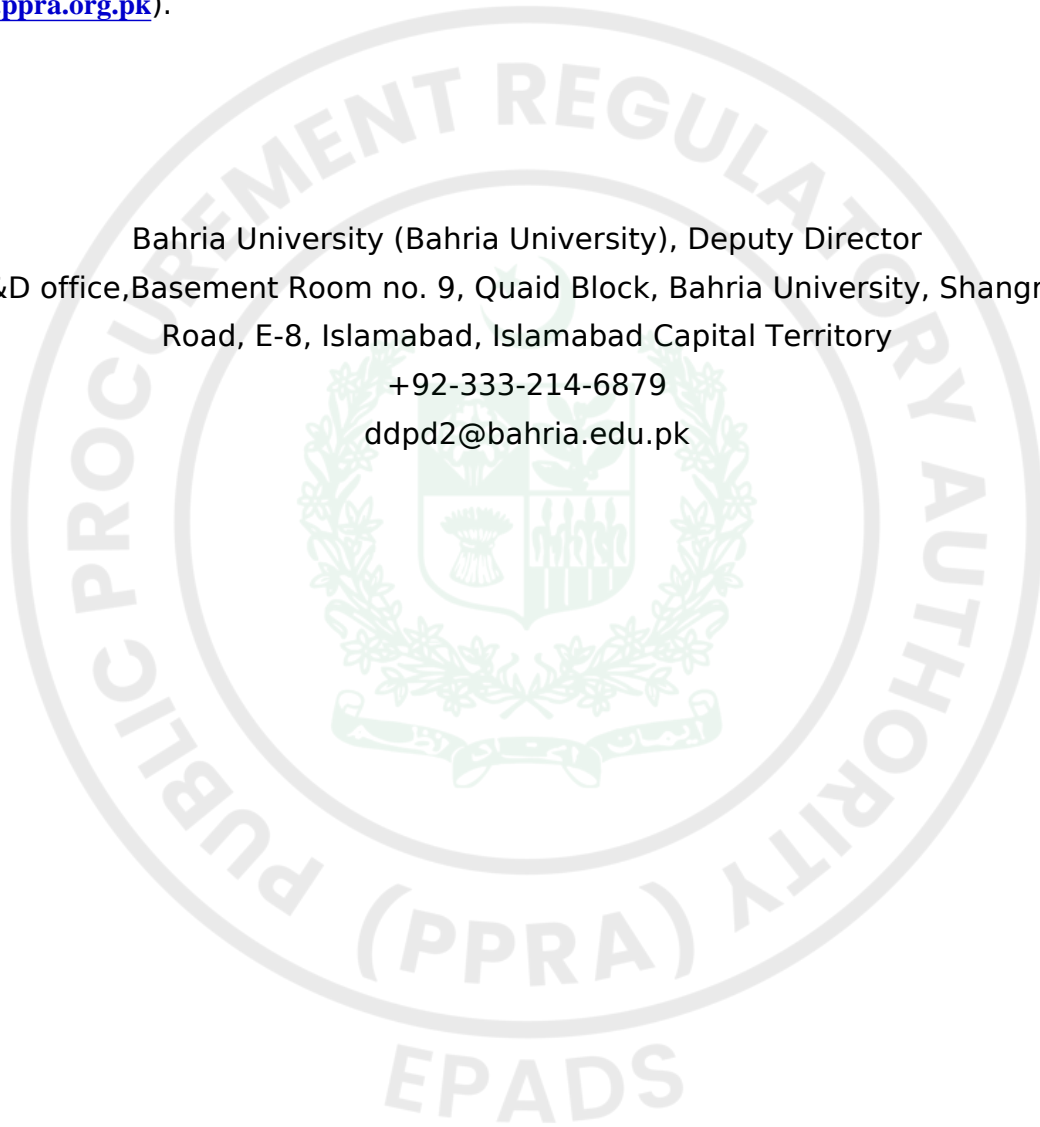 ppra.org.pk).
Bahria University (Bahria University), Deputy Director
&D office,Basement Room no. 9, Quaid Block, Bahria University, Shangr
Road, E-8, Islamabad, Islamabad Capital Territory
+92-333-214-6879
ddpd2@bahria.edu.pk
PUBLIC PROCUREMENT REGULATORY AUTHORITY
(PPRA)
EPADS